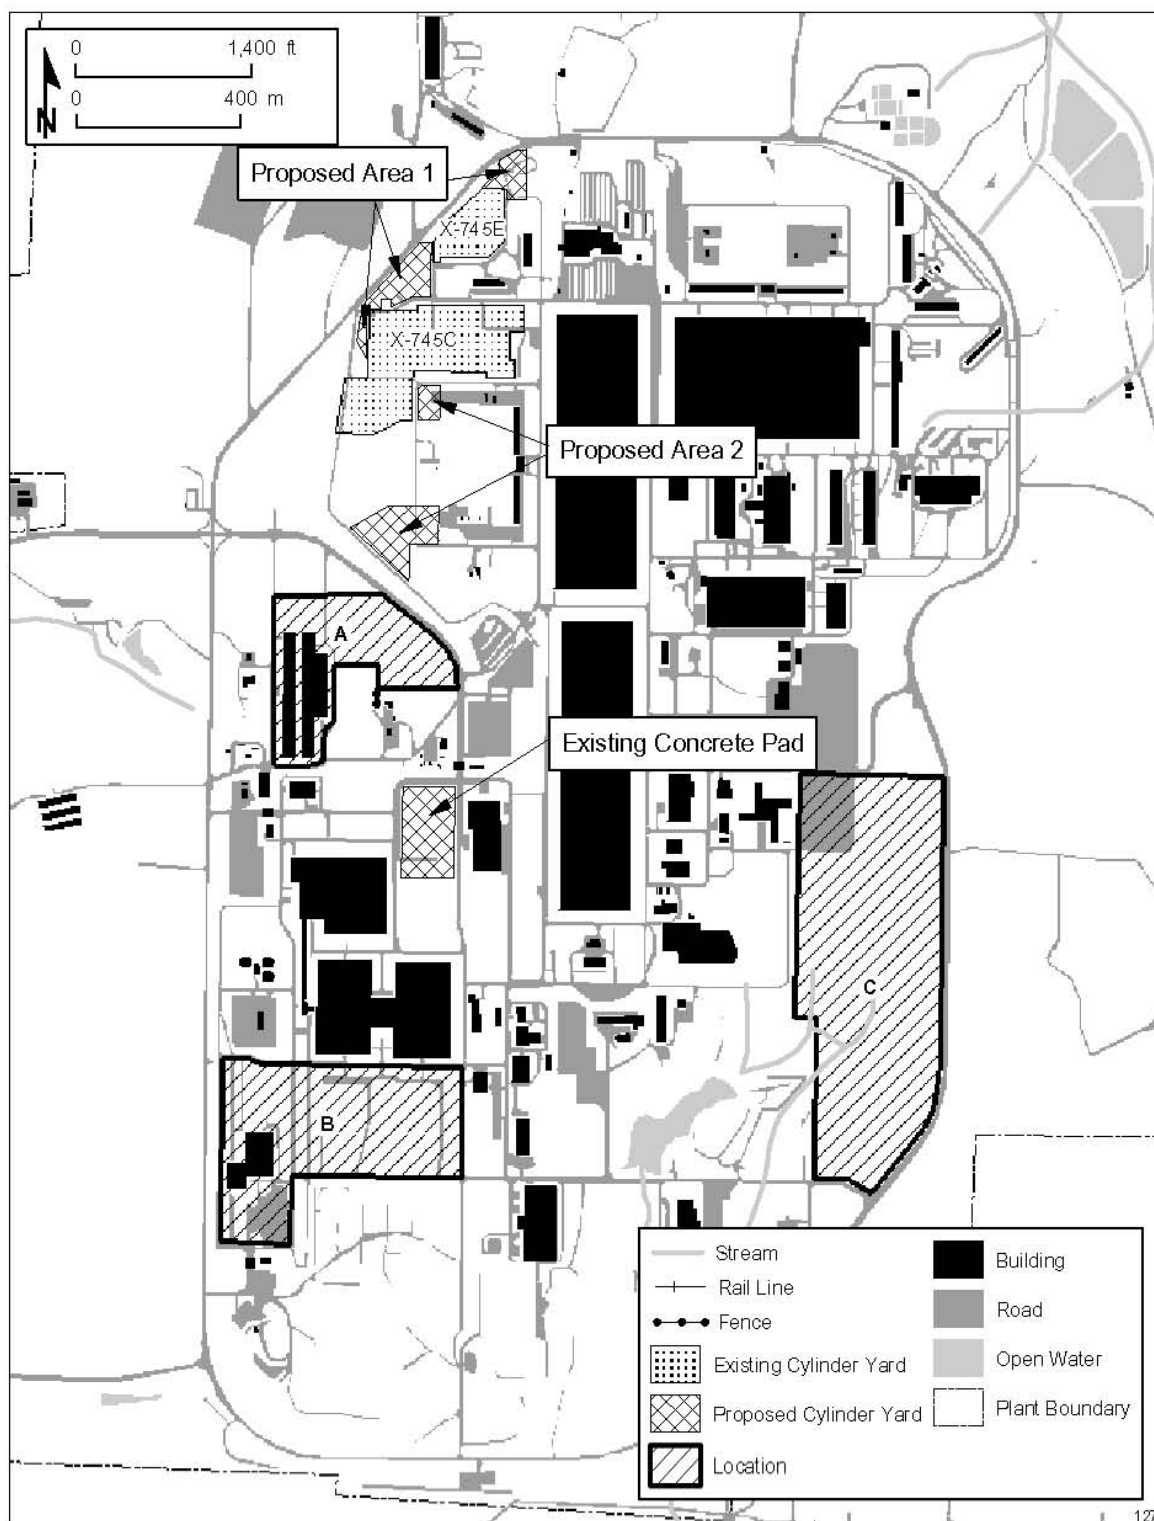 0 1,400 ft
0 400 m
N
Proposed Area 1
X-745E
X-745C
Proposed Area 2
A
Existing Concrete Pad
C
B
Stream
Rail Line
Fence
Existing Cylinder Yard
Proposed Cylinder Yard
Location
Building
Road
Open Water
Plant Boundary